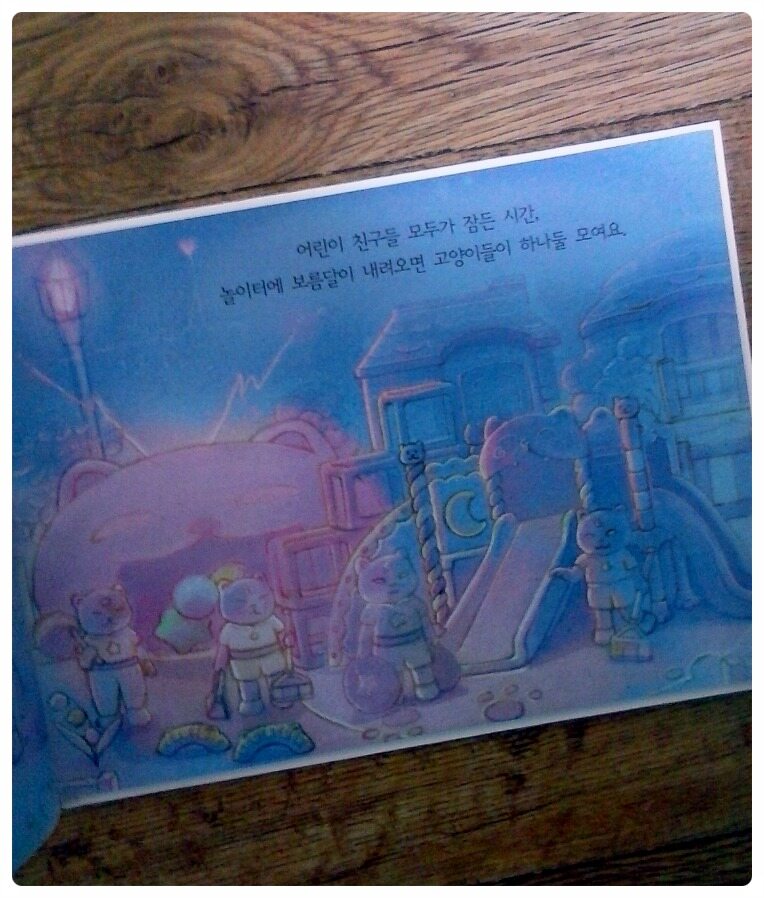 어린이 친구들 모두가 잠든 시간,
놀이터에 보름달이 내려오면 고양이들이 하나둘 모여요.